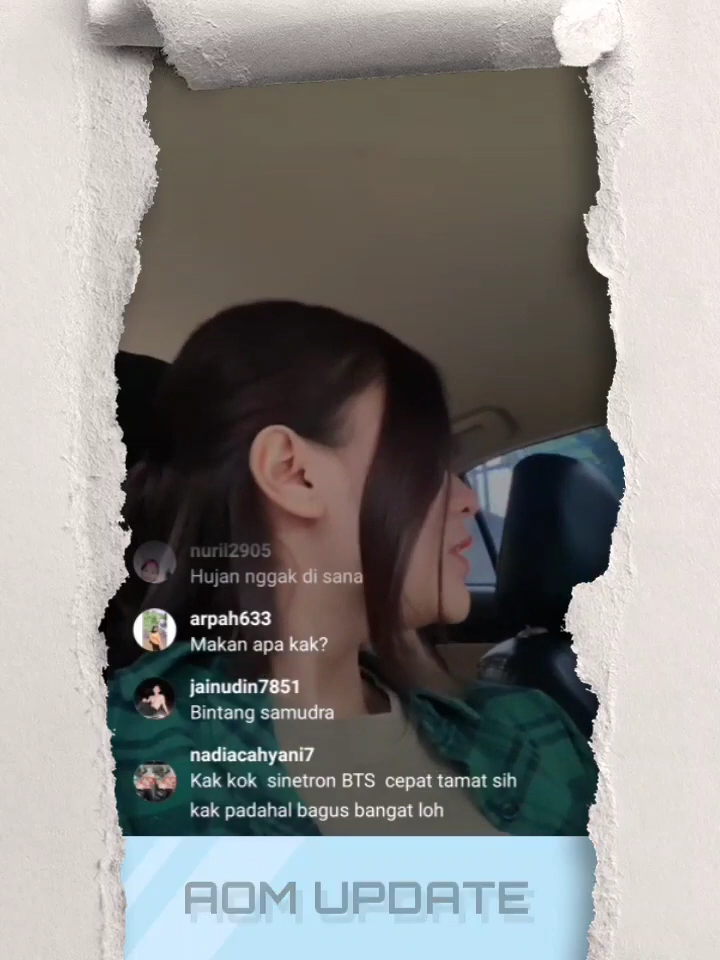 nuril2905
Hujan nggak di sana
arpah633
Makan apa kak?
jainudin7851
Bintang samudra
nadiacahyani7
Kak kok sinetron BTS cepat tamat sih
kak padahal bagus bangat loh
AOM UPDATE